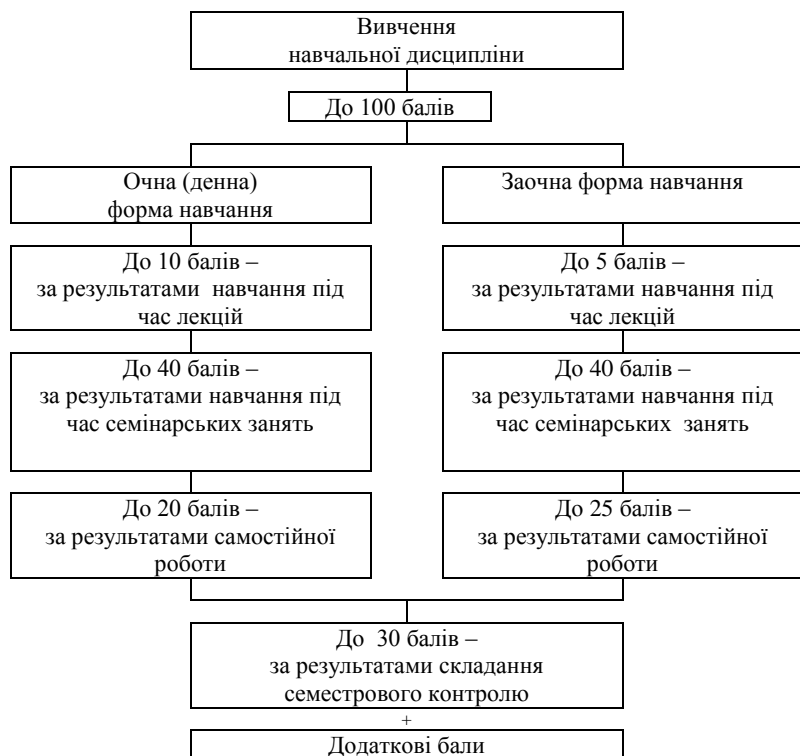 Вивчення
навчальної дисципліни
До 100 балів
Очна (денна)
форма навчання
До 10 балів –
за результатами навчання під
час лекцій
До 40 балів –
за результатами навчання під
час семінарських занять
До 20 балів –
за результатами самостійної
роботи
Заочна форма навчання
До 5 балів –
за результатами навчання під
час лекцій
До 40 балів –
за результатами навчання під
час семінарських занять
До 25 балів –
за результатами самостійної
роботи
До 30 балів –
за результатами складання
семестрового контролю
+
Додаткові бали